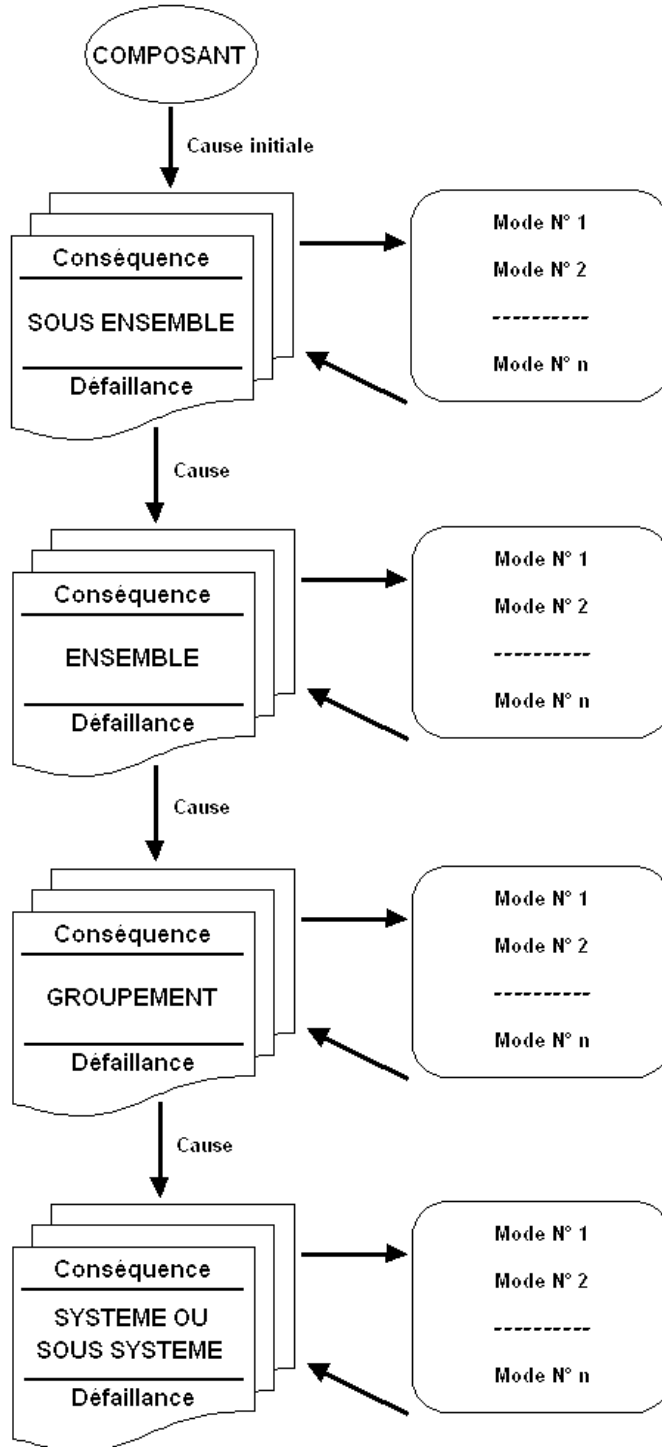 COMPOSANT
Cause initiale
Conséquence
SOUS ENSEMBLE
Défaillance
Mode N° 1
Mode N° 2
----------
Mode N° n
Cause
Conséquence
ENSEMBLE
Défaillance
Mode N° 1
Mode N° 2
----------
Mode N° n
Cause
Conséquence
GROUPEMENT
Défaillance
Mode N° 1
Mode N° 2
----------
Mode N° n
Cause
Conséquence
SYSTEME OU
SOUS SYSTEME
Défaillance
Mode N° 1
Mode N° 2
----------
Mode N° n